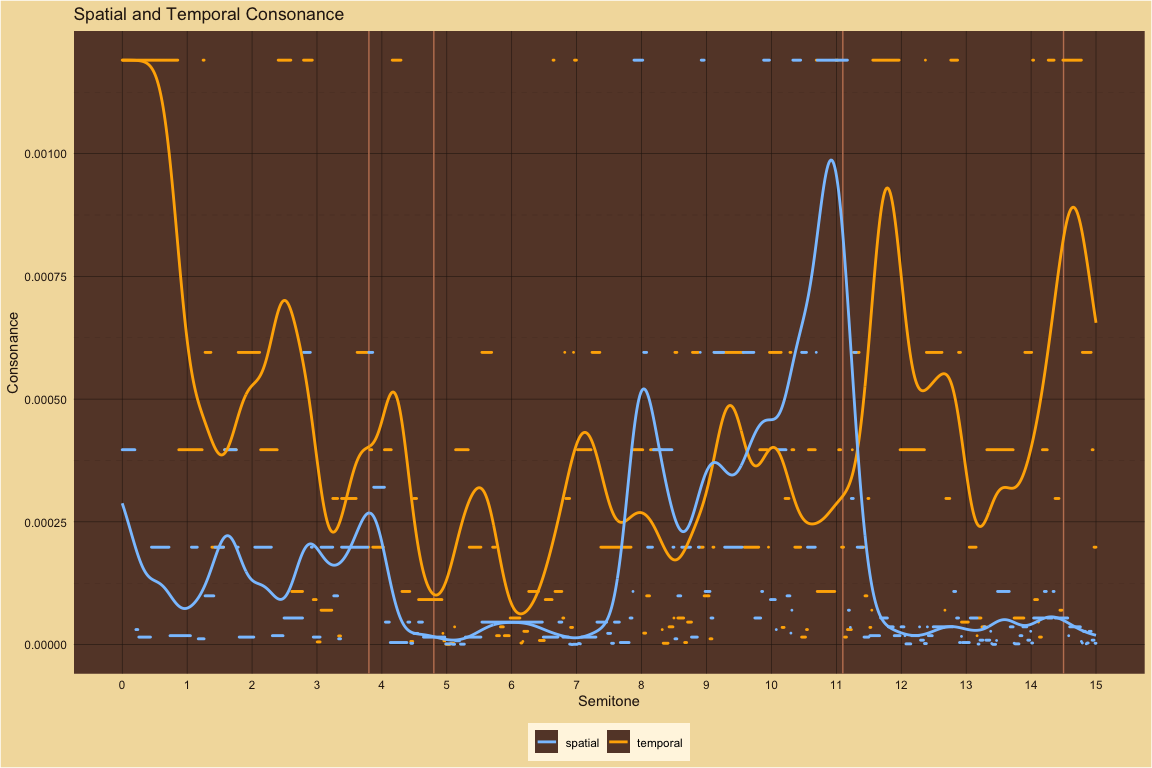 Spatial and Temporal Consonance
Consonance
0.00100
0.00075
0.00050
0.00025
0.00000
0 1 2 3 4 5 6 7 8 9 10 11 12 13 14 15
Semitone
spatial temporal